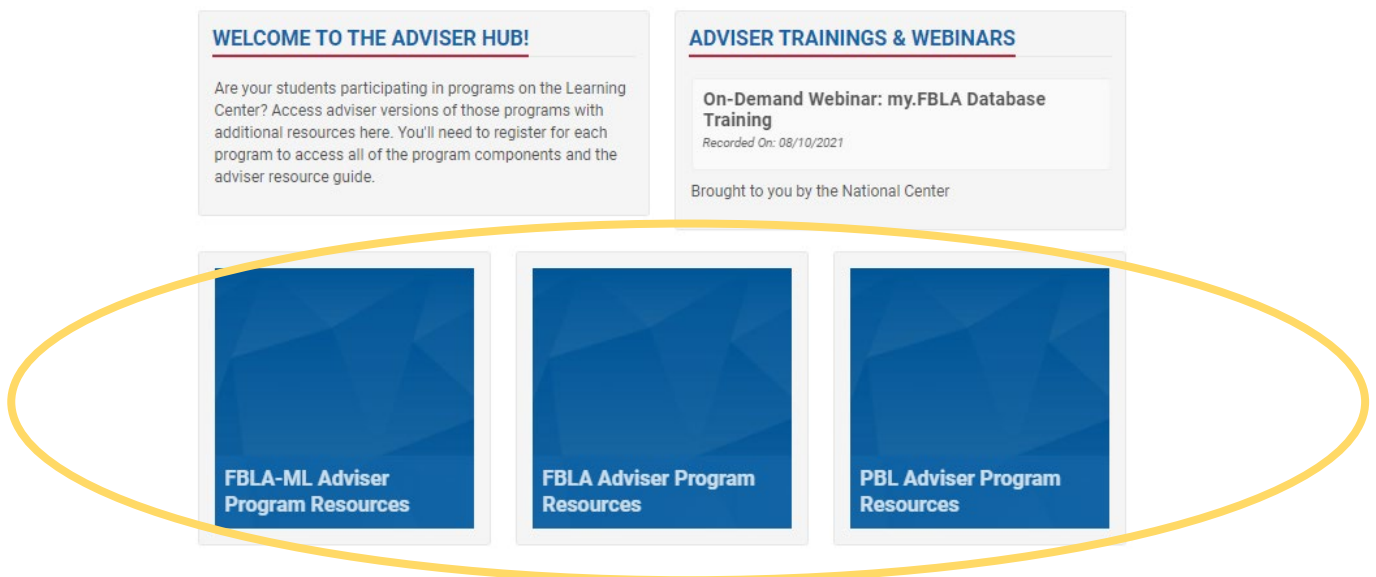 WELCOME TO THE ADVISER HUB!
Are your students participating in programs on the Learning
Center? Access adviser versions of those programs with
additional resources here. You'll need to register for each
program to access all of the program components and the
adviser resource guide.
ADVISER TRAININGS & WEBINARS
On-Demand Webinar: my.FBLA Database
Training
Recorded On: 08/10/2021
Brought to you by the National Center
FBLA-ML Adviser
Program Resources
FBLA Adviser Program
Resources
PBL Adviser Program
Resources